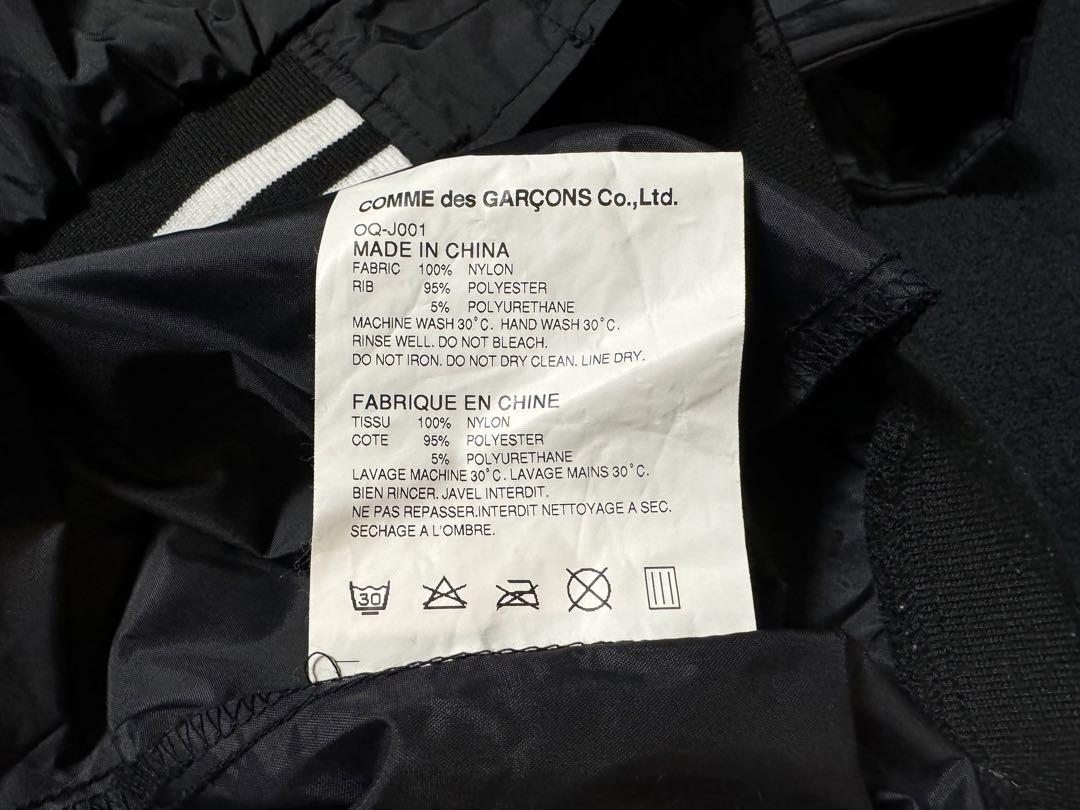 COMME des GARÇONS Co.,Ltd.
OQ-J001
MADE IN CHINA
FABRIC 100% NYLON
RIB 95% POLYESTER
5% POLYURETHANE
MACHINE WASH 30°C. HAND WASH 30°C.
RINSE WELL. DO NOT BLEACH.
DO NOT IRON. DO NOT DRY CLEAN. LINE DRY.
FABRIQUE EN CHINE
TISSU 100% NYLON
COTE 95% POLYESTER
5% POLYURETHANE
LAVAGE MACHINE 30°C. LAVAGE MAINS 30°C.
BIEN RINCER. JAVEL INTERDIT.
NE PAS REPASSER.INTERDIT NETTOYAGE A SEC.
SECHAGE A L'OMBRE.
30